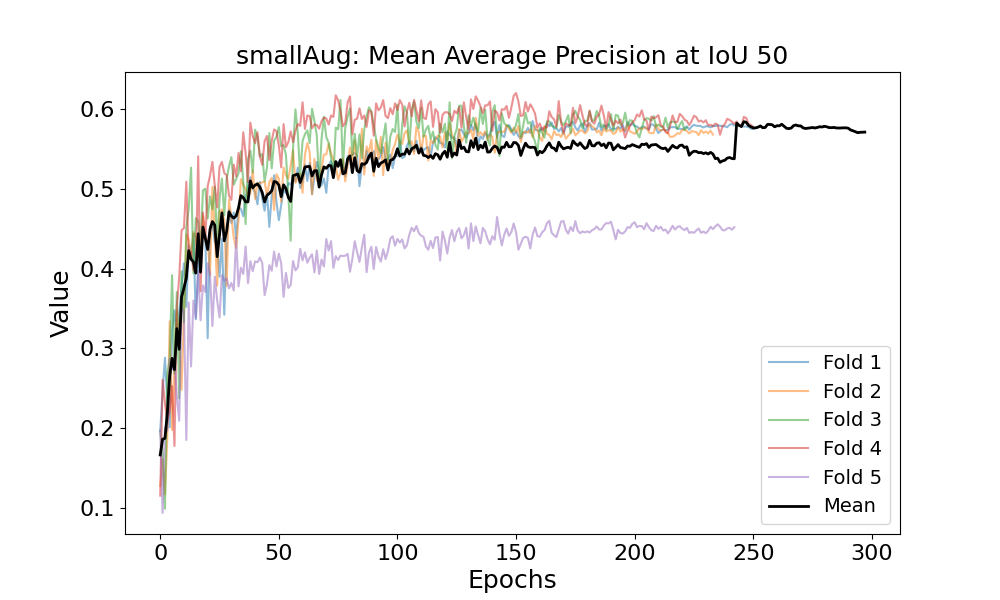 smallAug: Mean Average Precision at IoU 50
Value
0.6
0.5
0.4
0.3
0.2
0.1
0 50 100 150 200 250 300
Epochs
Fold 1
Fold 2
Fold 3
Fold 4
Fold 5
Mean